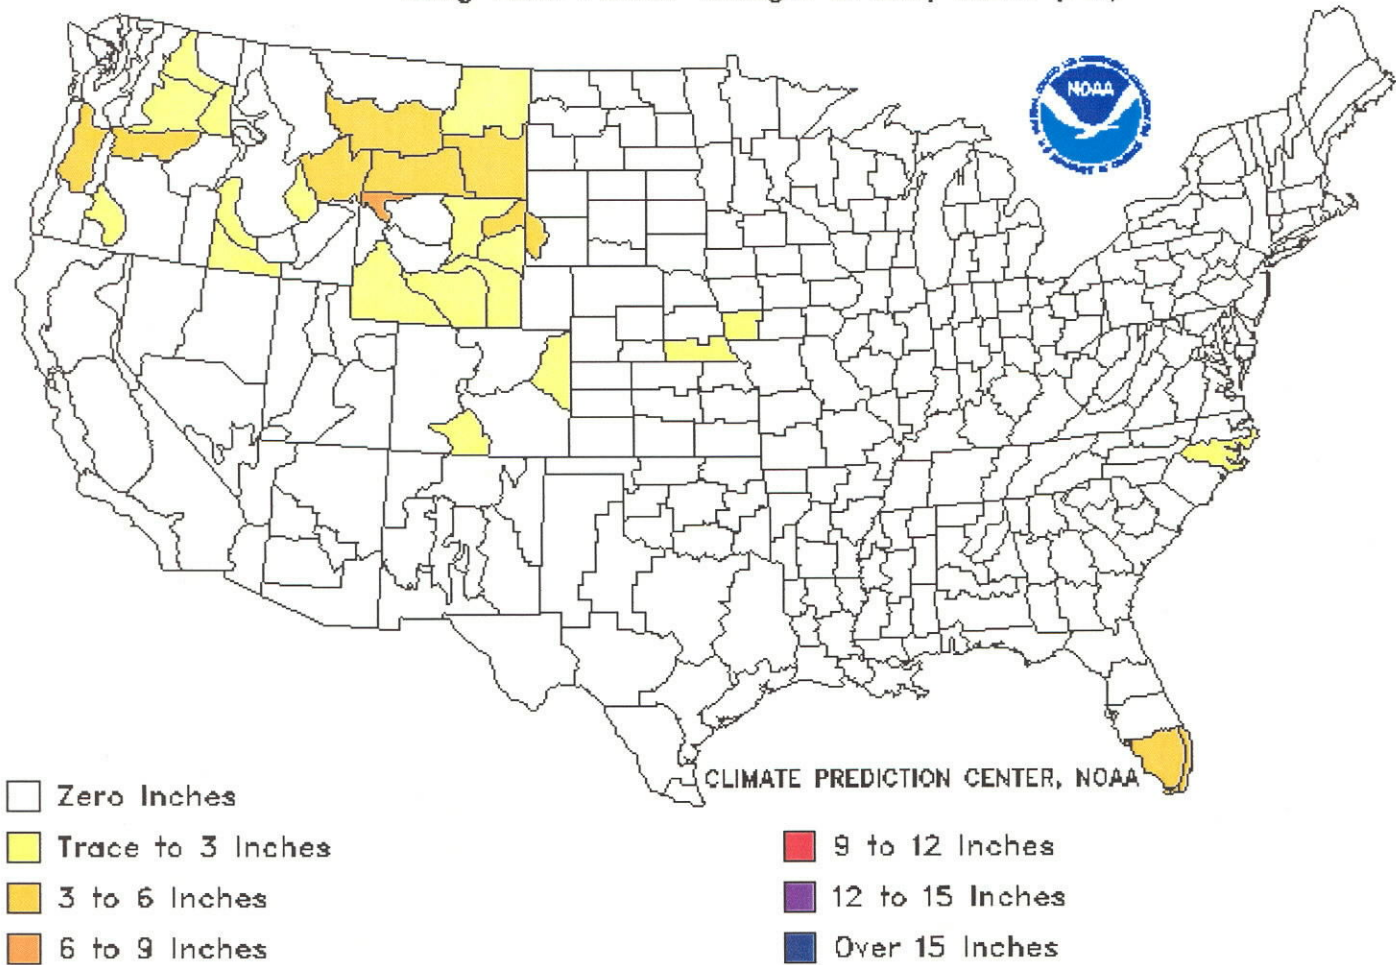 NOAA
CLIMATE PREDICTION CENTER, NOAA
Zero Inches
Trace to 3 Inches
3 to 6 Inches
6 to 9 Inches
9 to 12 Inches
12 to 15 Inches
Over 15 Inches